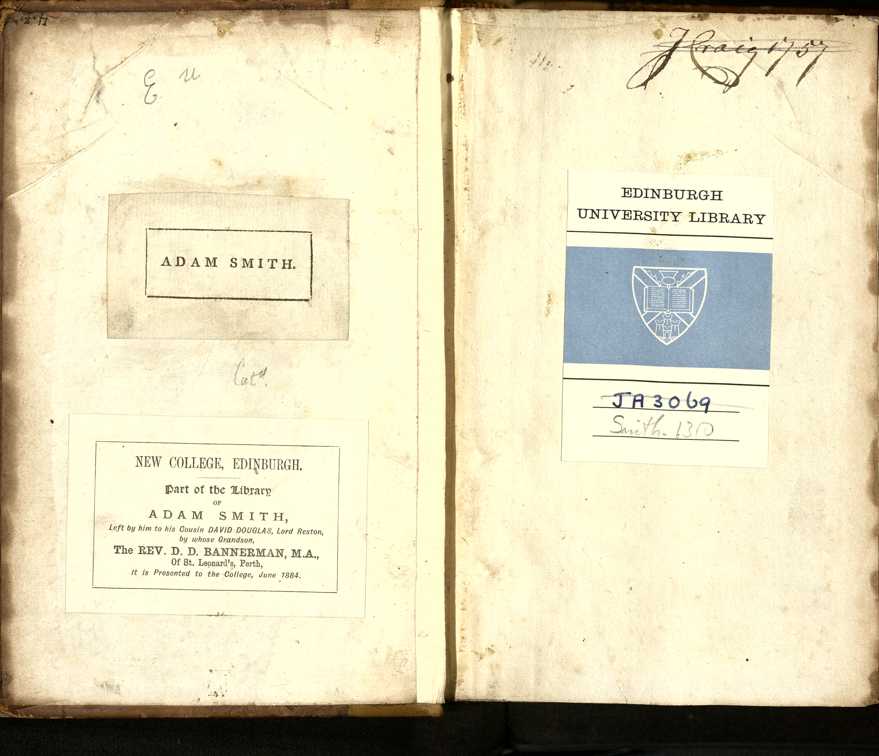 E u
ADAM SMITH.
Catd.
NEW COLLEGE, EDINBURGH.
Part of the Library
OF
ADAM SMITH,
Left by him to his Cousin DAVID DOUGLAS, Lord Reston,
by whose Grandson,
The REV. D. D. BANNERMAN, M.A.,
Of St. Leonard's, Perth,
It is Presented to the College, June 1884.
J Craig 1757
EDINBURGH
UNIVERSITY LIBRARY
JA 3069
Smith. 130